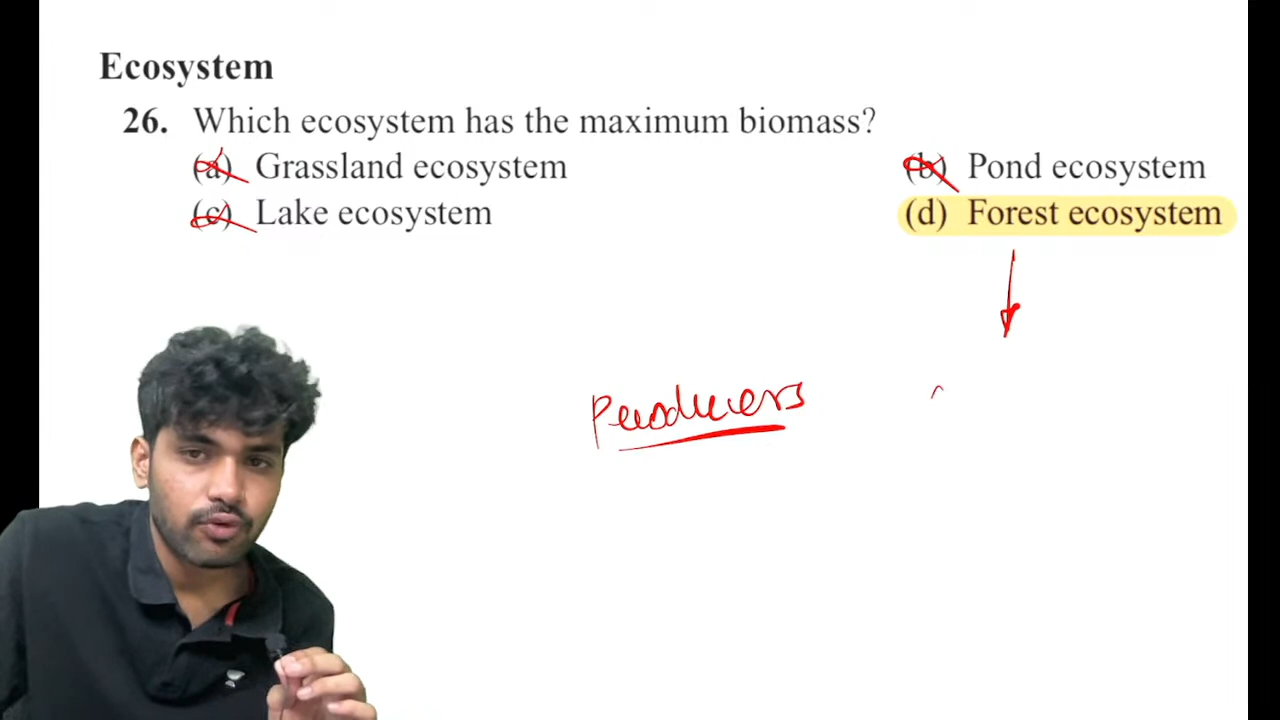 Ecosystem
26. Which ecosystem has the maximum biomass?
(a) Grassland ecosystem (b) Pond ecosystem
(c) Lake ecosystem (d) Forest ecosystem
Producers